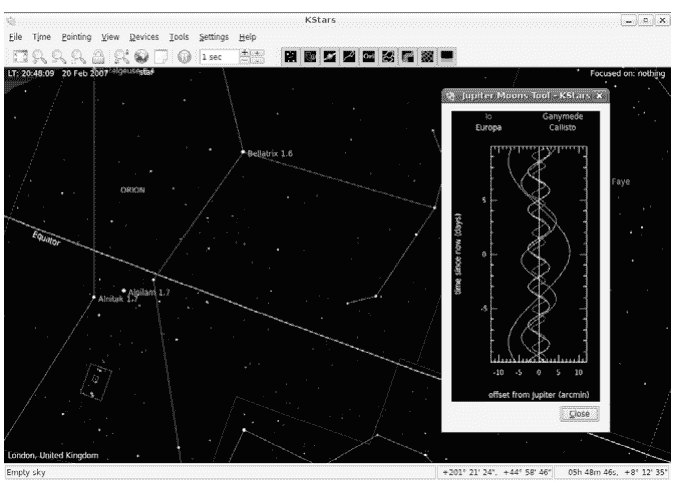 KStars
File Time Pointing View Devices Tools Settings Help
1 sec
LT: 20:48:09 20 Feb 2007
Focused on: nothing
Bellatrix 1.6
ORION
Equator
Alnilam 1.7
Alnitak 1.7
Faye
Jupiter Moons Tool - KStars
Io Ganymede
Europa Callisto
time since now (days)
5
0
-5
-10 -5 0 5 10
offset from Jupiter (arcmin)
Close
London, United Kingdom
Empty sky
+201° 21' 24", +44° 58' 46" 05h 48m 46s, +8° 12' 35"